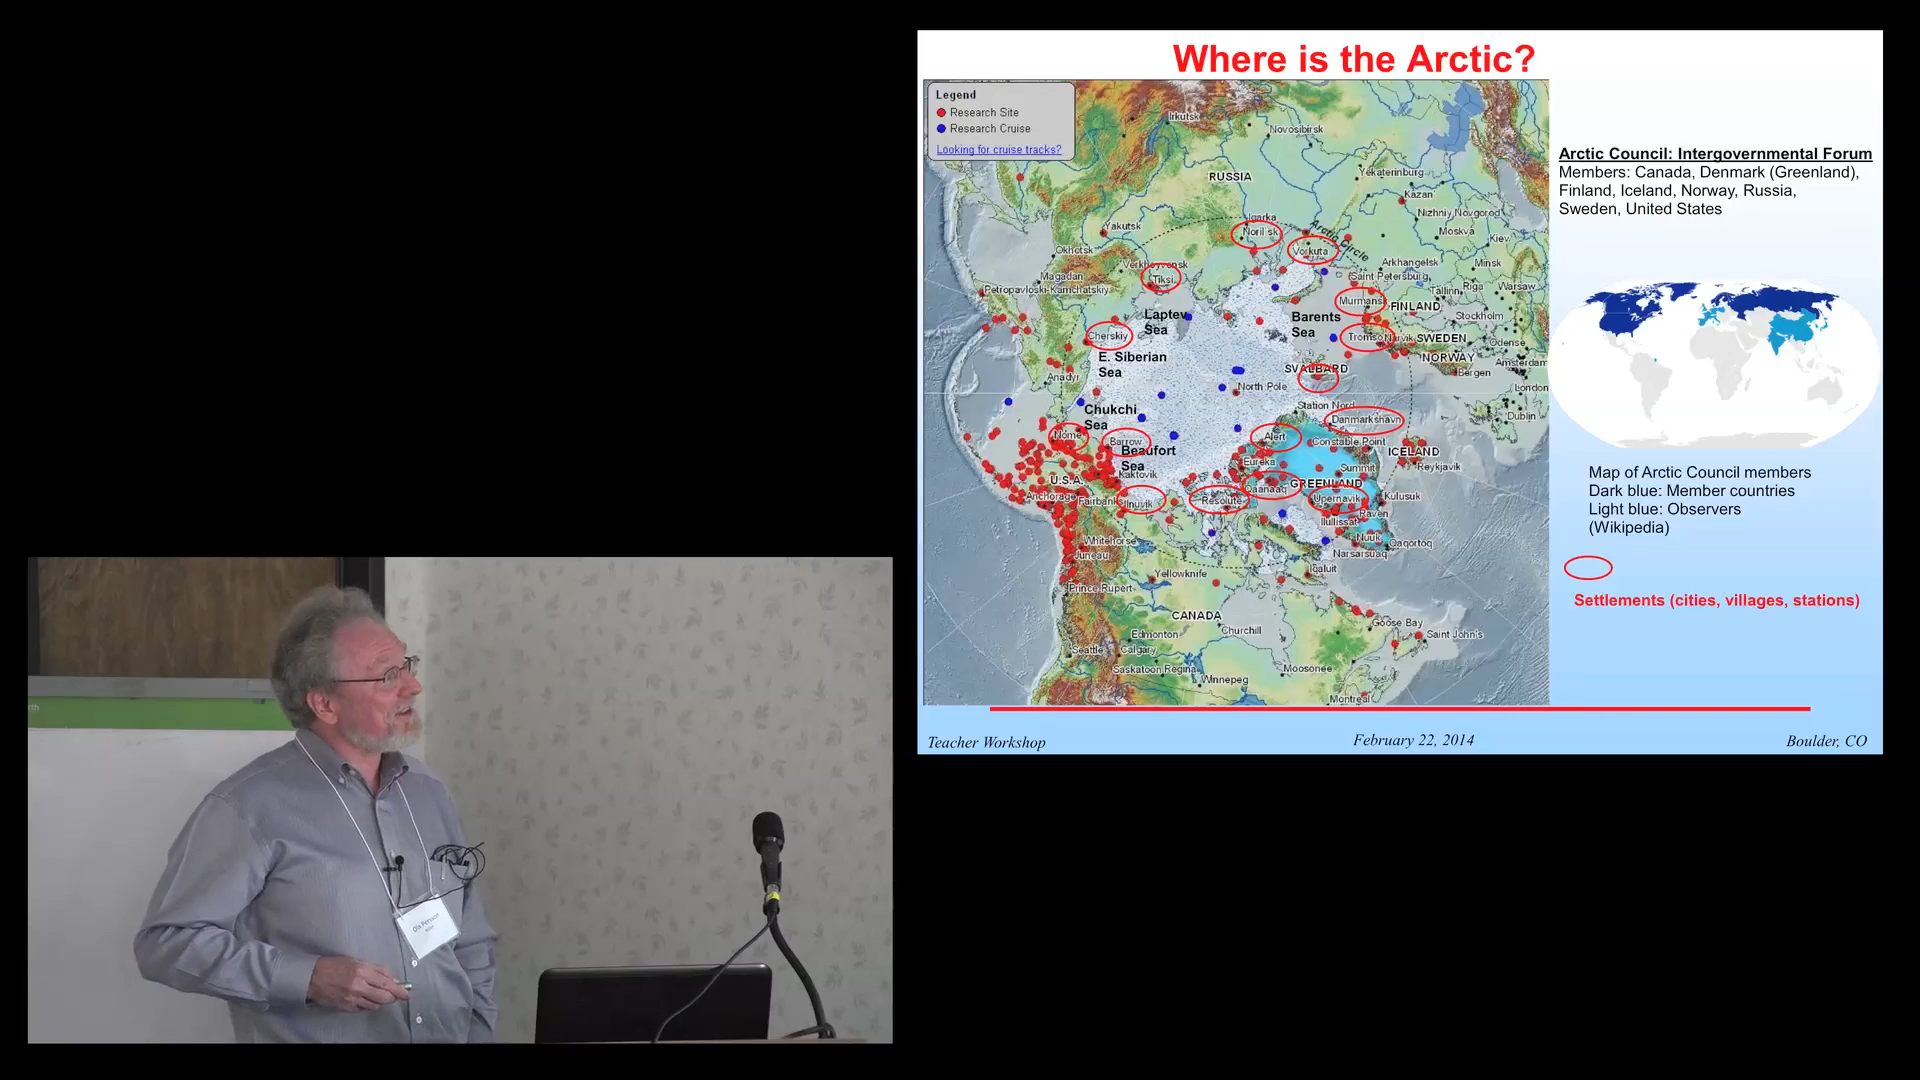 Where is the Arctic?
Legend
Research Site
Research Cruise
Looking for cruise tracks?
Irkutsk
Novosibirsk
RUSSIA
Yekaterinburg
Kazan'
Nizhniy Novgorod
Moskva
Kiev
Minsk
Warsaw
Igarka
Noril'sk
Arctic Circle
Vorkuta
Arkhangelsk
Yakutsk
Okhotsk
Magadan
Petropavlosk-Kamchatskiy
Tiksi
Saint Petersburg
Tallinn
Riga
Murmansk
FINLAND
Stockholm
Laptev
Sea
Barents
Sea
Cherskiy
Tromso
Narvik
SWEDEN
Odense
NORWAY
Amsterdam
Bergen
London
Dublin
E. Siberian
Sea
SVALBARD
Anadyr
North Pole
Station Nord
Danmarkshavn
Chukchi
Sea
Nome
Barrow
Alert
Constable Point
ICELAND
Reykjavik
Beaufort
Sea
Kaktovik
Eureka
Summit
U.S.A.
Qaanaaq
GREENLAND
Anchorage
Fairbanks
Inuvik
Resolute
Upernavik
Kulusuk
Raven
Ilulissat
Nuuk
Qaqortoq
Narsarsuaq
Whitehorse
Juneau
Iqaluit
Yellowknife
Prince Rupert
CANADA
Churchill
Goose Bay
Saint John's
Edmonton
Seattle
Calgary
Saskatoon
Regina
Winnepeg
Moosonee
Montreal
Arctic Council: Intergovernmental Forum
Members: Canada, Denmark (Greenland),
Finland, Iceland, Norway, Russia,
Sweden, United States
Map of Arctic Council members
Dark blue: Member countries
Light blue: Observers
(Wikipedia)
Settlements (cities, villages, stations)
Teacher Workshop
February 22, 2014
Boulder, CO
Ola Persson